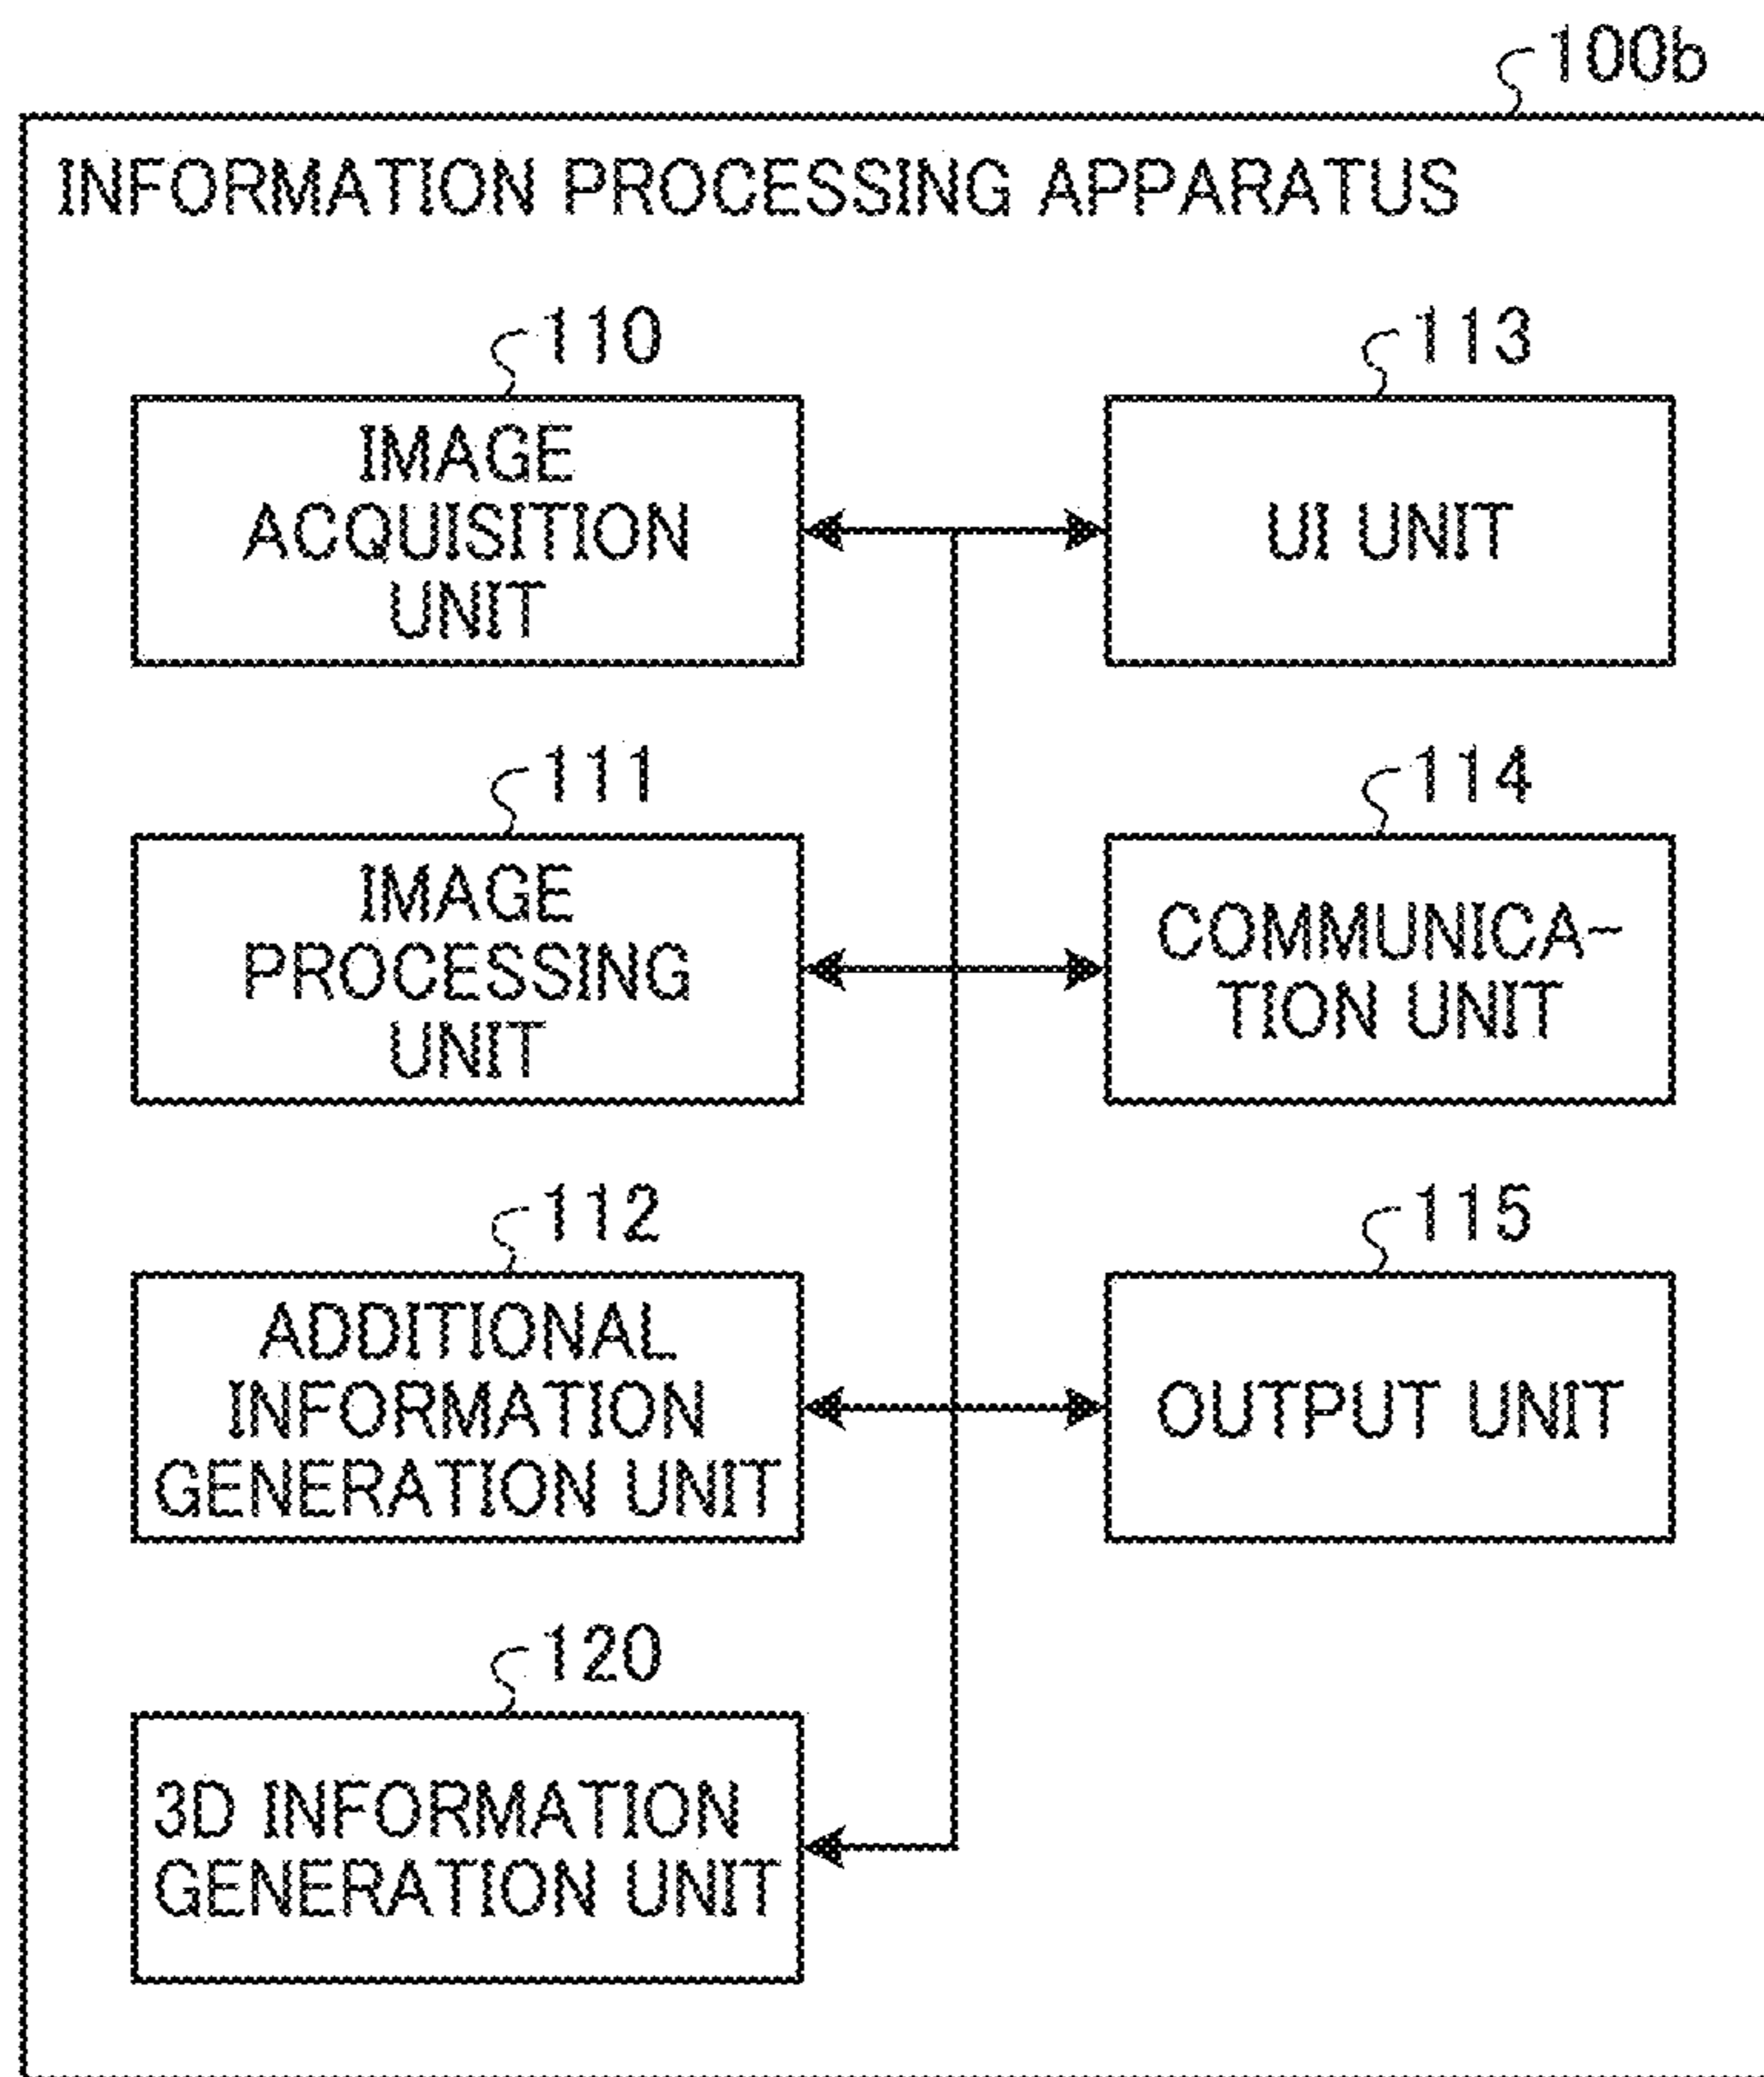 100b
INFORMATION PROCESSING APPARATUS
110
IMAGE
ACQUISITION
UNIT
113
UI UNIT
111
IMAGE
PROCESSING
UNIT
114
COMMUNICA-
TION UNIT
112
ADDITIONAL
INFORMATION
GENERATION UNIT
115
OUTPUT UNIT
120
3D INFORMATION
GENERATION UNIT